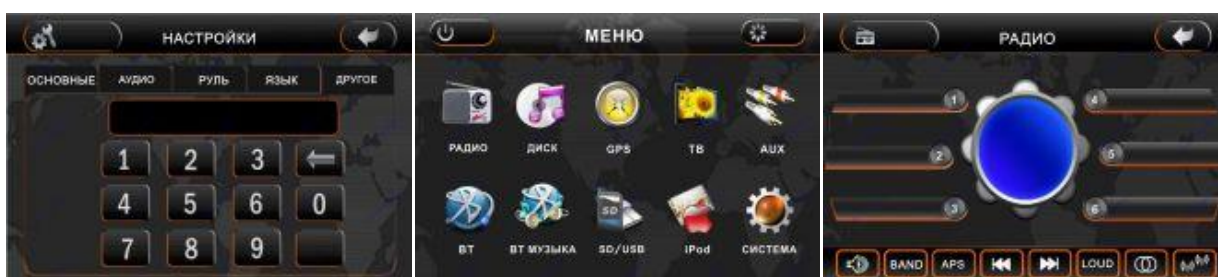 НАСТРОЙКИ
ОСНОВНЫЕ АУДИО РУЛЬ ЯЗЫК ДРУГОЕ
1 2 3
4 5 6 0
7 8 9
МЕНЮ
РАДИО ДИСК GPS ТВ AUX
SD
BT BT МУЗЫКА SD/USB iPod СИСТЕМА
РАДИО
1 4
2 5
3 6
BAND APS LOUD